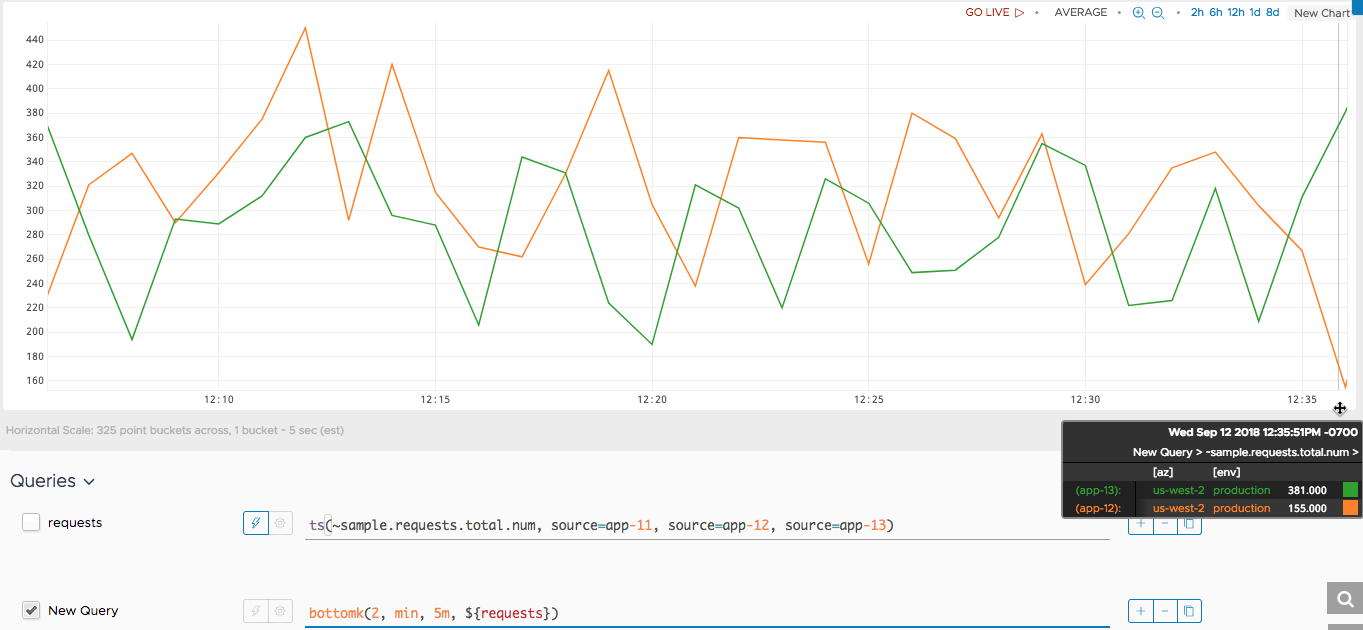 GO LIVE • AVERAGE • • 2h 6h 12h 1d 8d New Chart
440
420
400
380
360
340
320
300
280
260
240
220
200
180
160
12:10 12:15 12:20 12:25 12:30 12:35
Horizontal Scale: 325 point buckets across, 1 bucket ~ 5 sec (est)
Wed Sep 12 2018 12:35:51PM -0700
New Query > ~sample.requests.total.num >
[az] [env]
(app-13): us-west-2 production 381.000
(app-12): us-west-2 production 155.000
Queries
requests ts(~sample.requests.total.num, source=app-11, source=app-12, source=app-13)
New Query bottomk(2, min, 5m, ${requests})